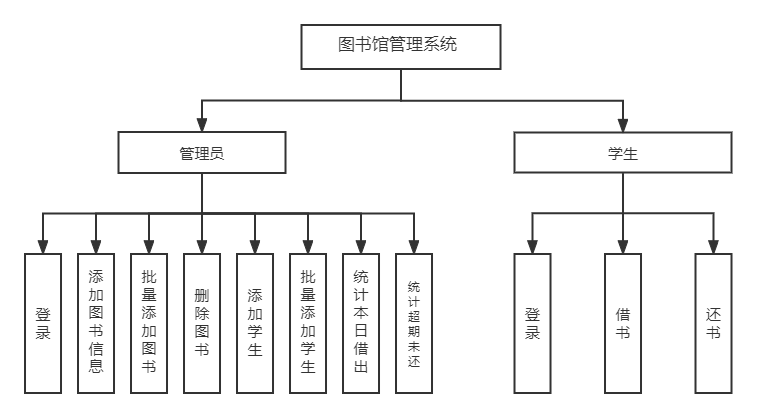 图书馆管理系统
管理员
学生
登录
添加图书信息
批量添加图书
删除图书
添加学生
批量添加学生
统计本日借出
统计超期未还
登录
借书
还书